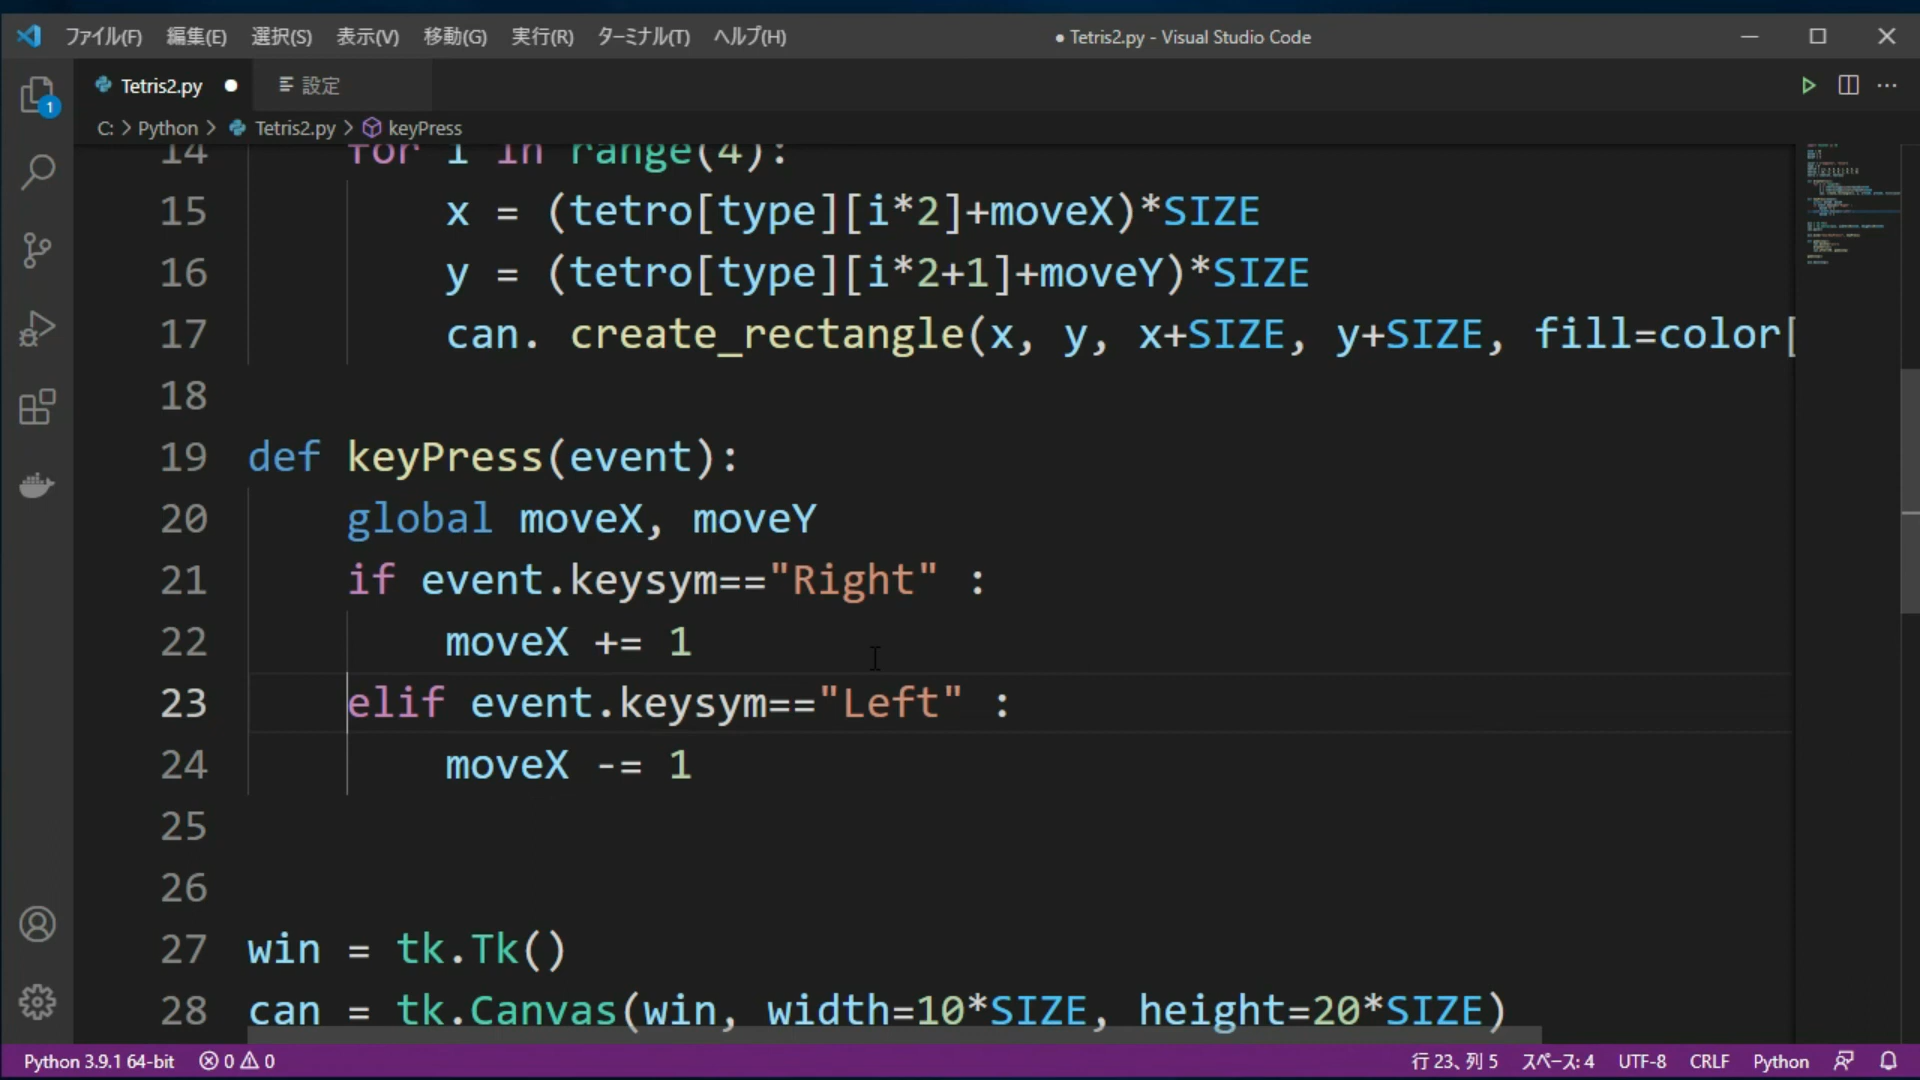 ファイル(F) 編集(E) 選択(S) 表示(V) 移動(G) 実行(R) ターミナル(T) ヘルプ(H) ● Tetris2.py - Visual Studio Code
Tetris2.py ● 設定
1
C: > Python > Tetris2.py > keyPress
14 for i in range(4):
15 x = (tetro[type][i*2]+moveX)*SIZE
16 y = (tetro[type][i*2+1]+moveY)*SIZE
17 can. create_rectangle(x, y, x+SIZE, y+SIZE, fill=color[
18
19 def keyPress(event):
20 global moveX, moveY
21 if event.keysym=="Right" :
22 moveX += 1
23 elif event.keysym=="Left" :
24 moveX -= 1
25
26
27 win = tk.Tk()
28 can = tk.Canvas(win, width=10*SIZE, height=20*SIZE)
Python 3.9.1 64-bit 0 0 行 23、列 5 スペース: 4 UTF-8 CRLF Python